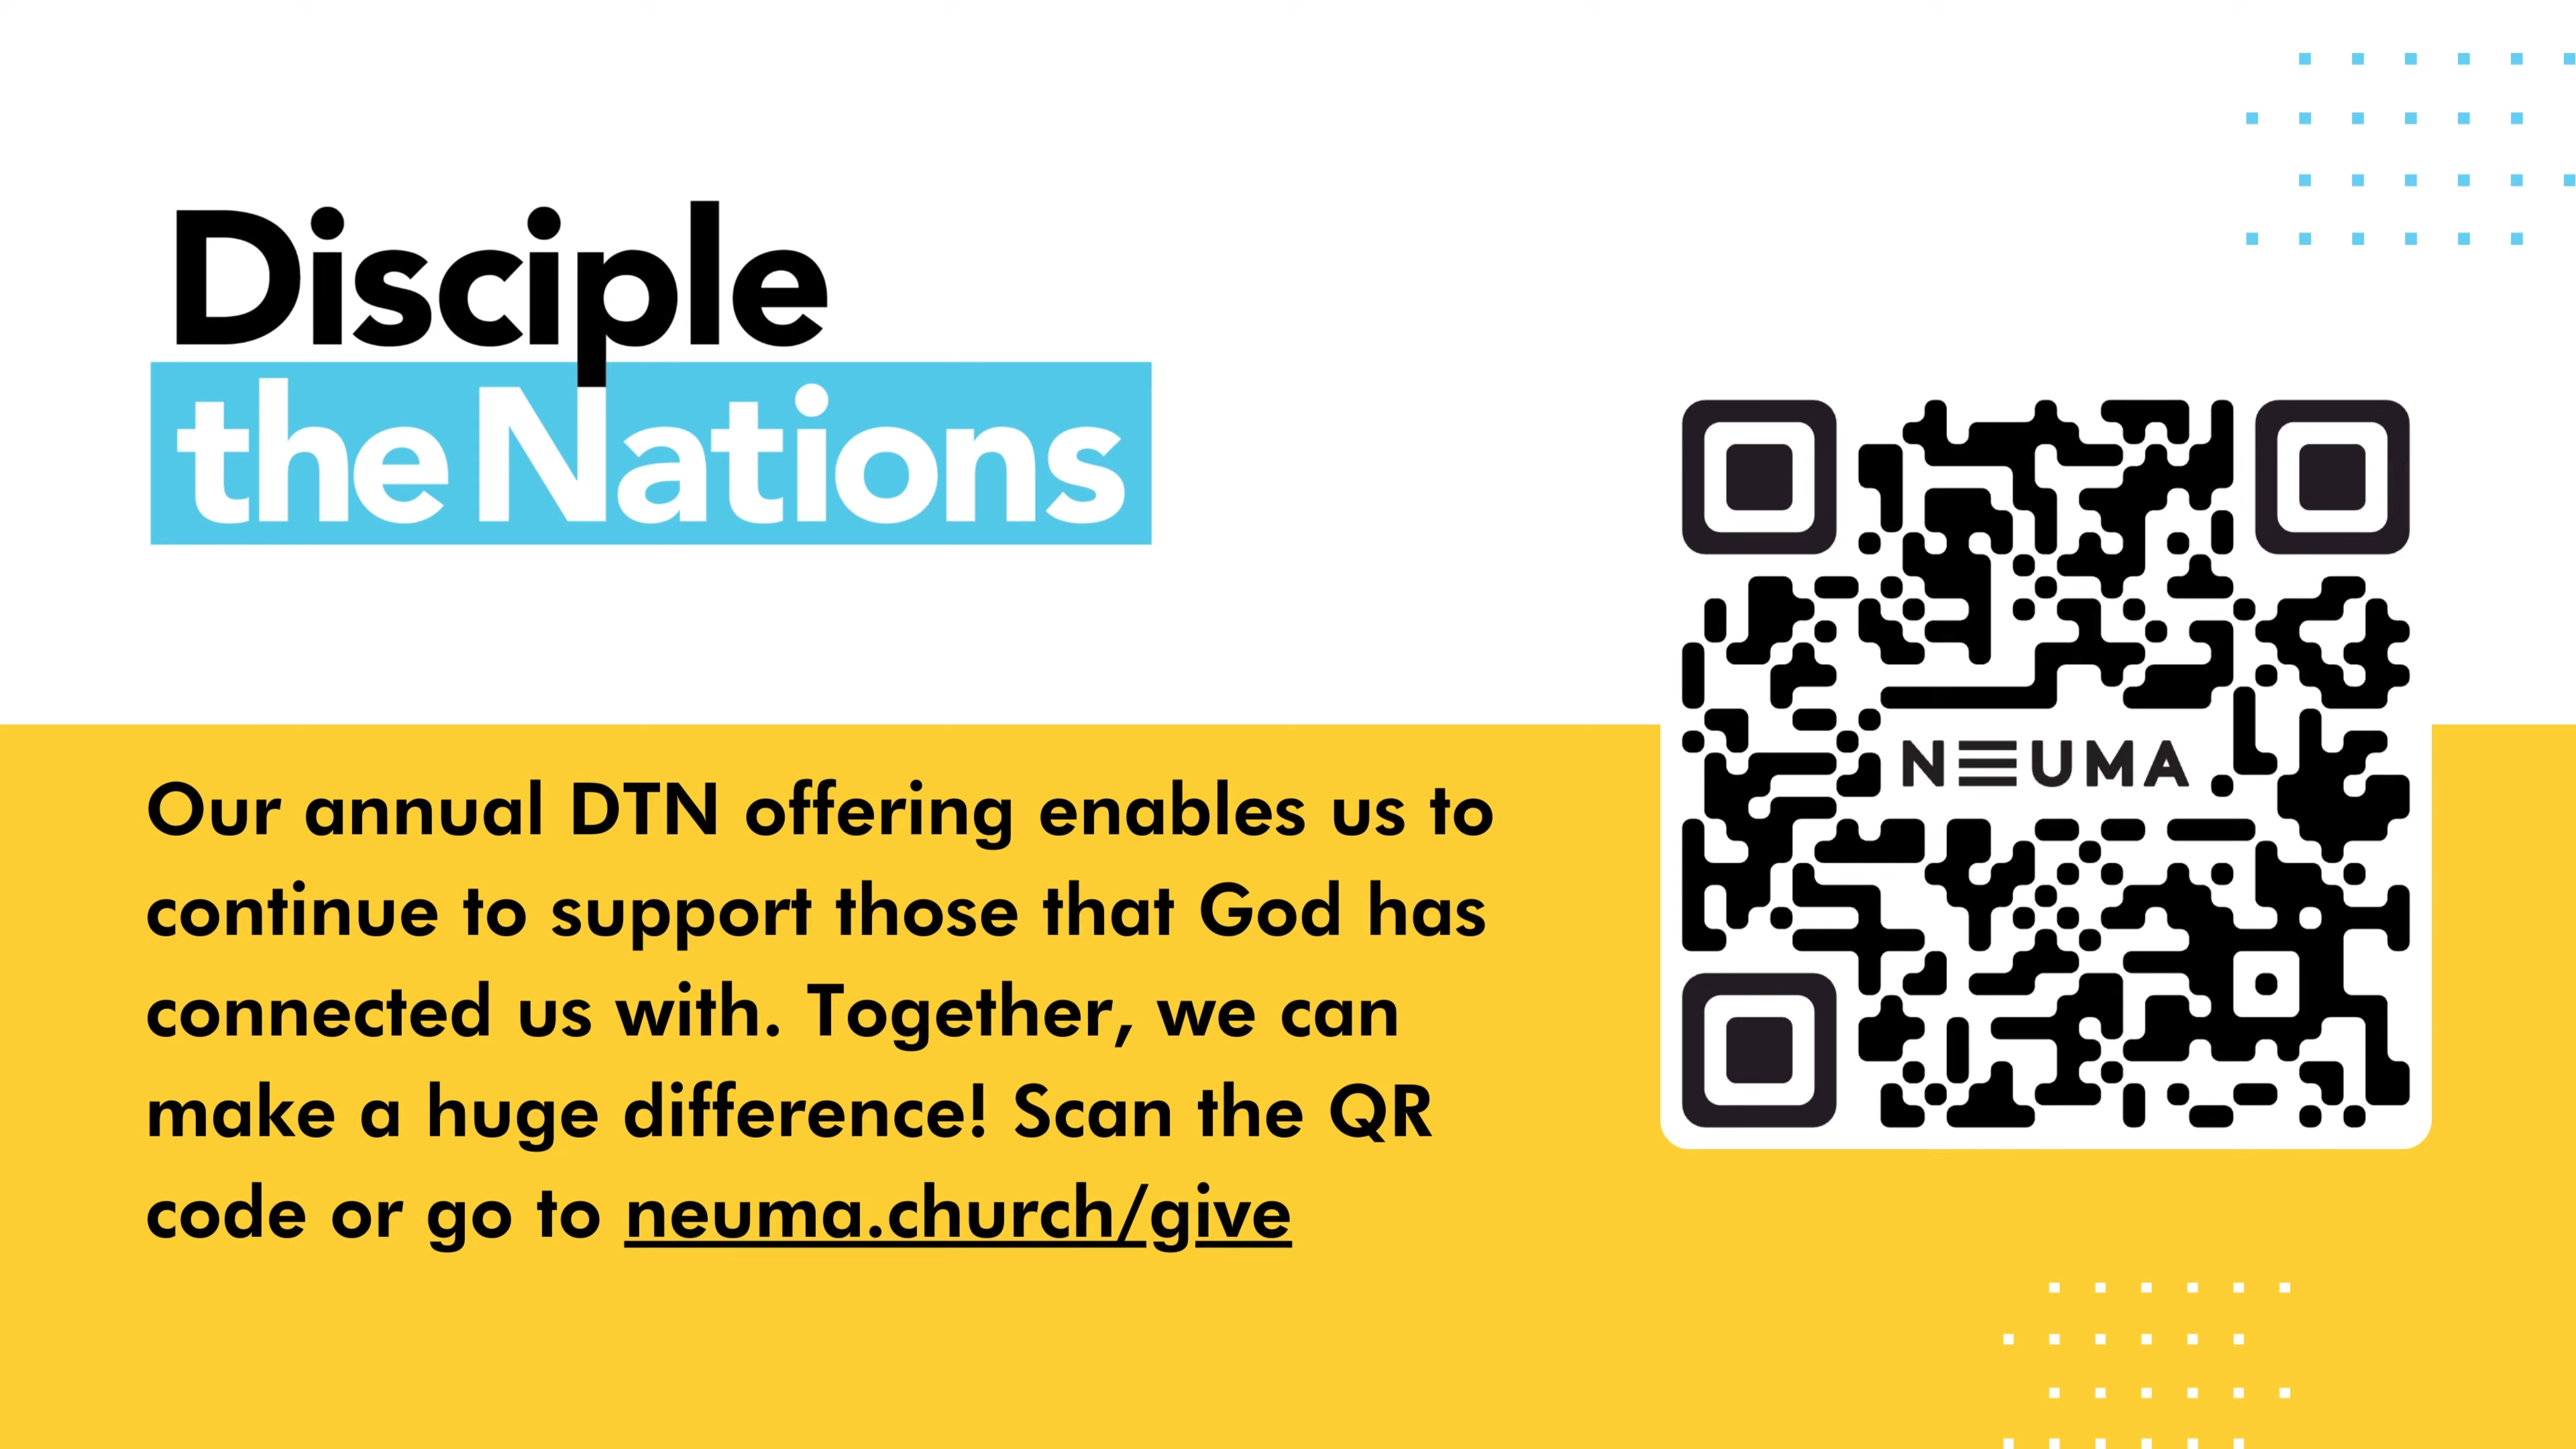 Disciple
the Nations
NEUMA
Our annual DTN offering enables us to
continue to support those that God has
connected us with. Together, we can
make a huge difference! Scan the QR
code or go to neuma.church/give